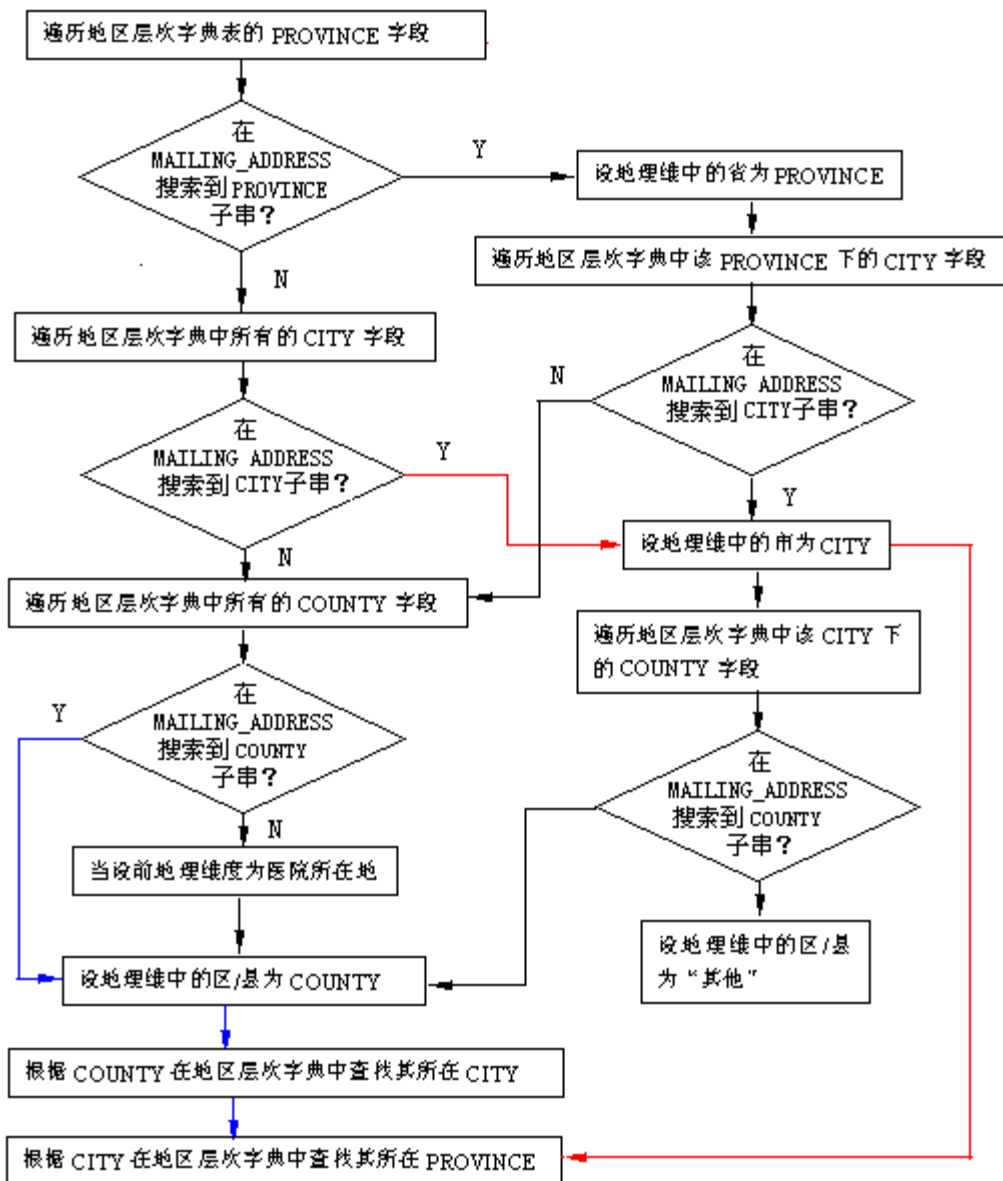 遍历地区层次字典表的 PROVINCE 字段
在
MAILING_ADDRESS
搜索到 PROVINCE
子串?
Y
设地理维中的省为 PROVINCE
遍历地区层次字典中该 PROVINCE 下的 CITY 字段
N
遍历地区层次字典中所有的 CITY 字段
在
MAILING ADDRESS
搜索到 CITY子串?
N
在
MAILING ADDRESS
搜索到 CITY子串?
Y
Y
设地理维中的市为 CITY
N
遍历地区层次字典中所有的 COUNTY 字段
遍历地区层次字典中该 CITY 下
的 COUNTY 字段
Y
在
MAILING_ADDRESS
搜索到 COUNTY
子串?
在
MAILING_ADDRESS
搜索到 COUNTY
子串?
N
当设前地理维度为医院所在地
设地理维中的区/县
为 “其他”
设地理维中的区/县为 COUNTY
根据 COUNTY 在地区层次字典中查找其所在 CITY
根据 CITY 在地区层次字典中查找其所在 PROVINCE